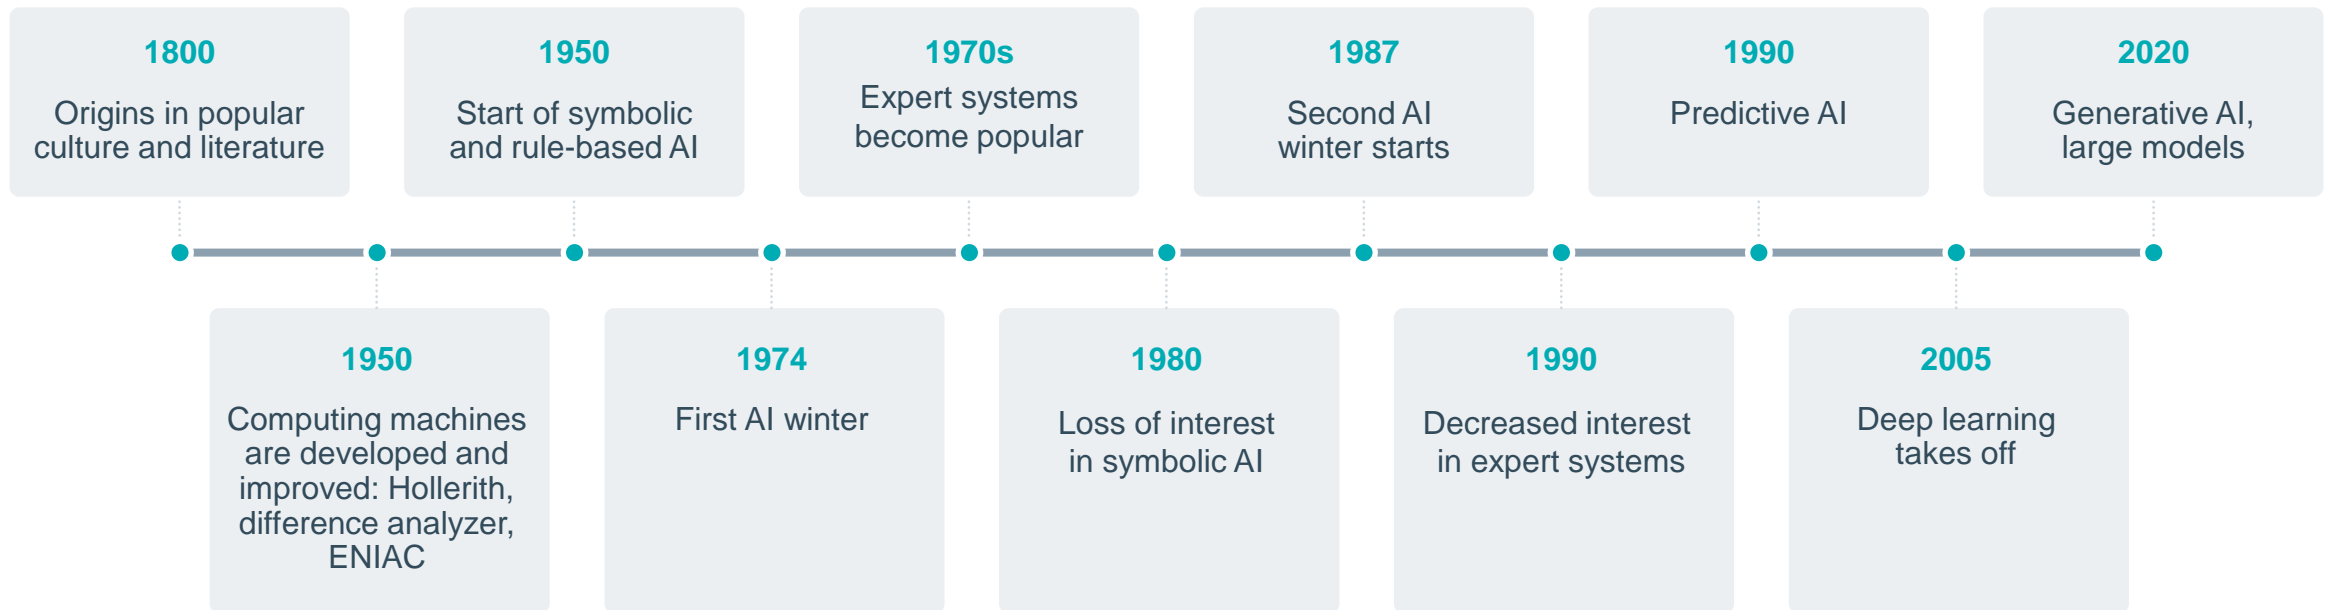 1800
Origins in popular
culture and literature
1950
Start of symbolic
and rule-based AI
1970s
Expert systems
become popular
1987
Second AI
winter starts
1990
Predictive AI
2020
Generative AI,
large models
1950
Computing machines
are developed and
improved: Hollerith,
difference analyzer,
ENIAC
1974
First AI winter
1980
Loss of interest
in symbolic AI
1990
Decreased interest
in expert systems
2005
Deep learning
takes off